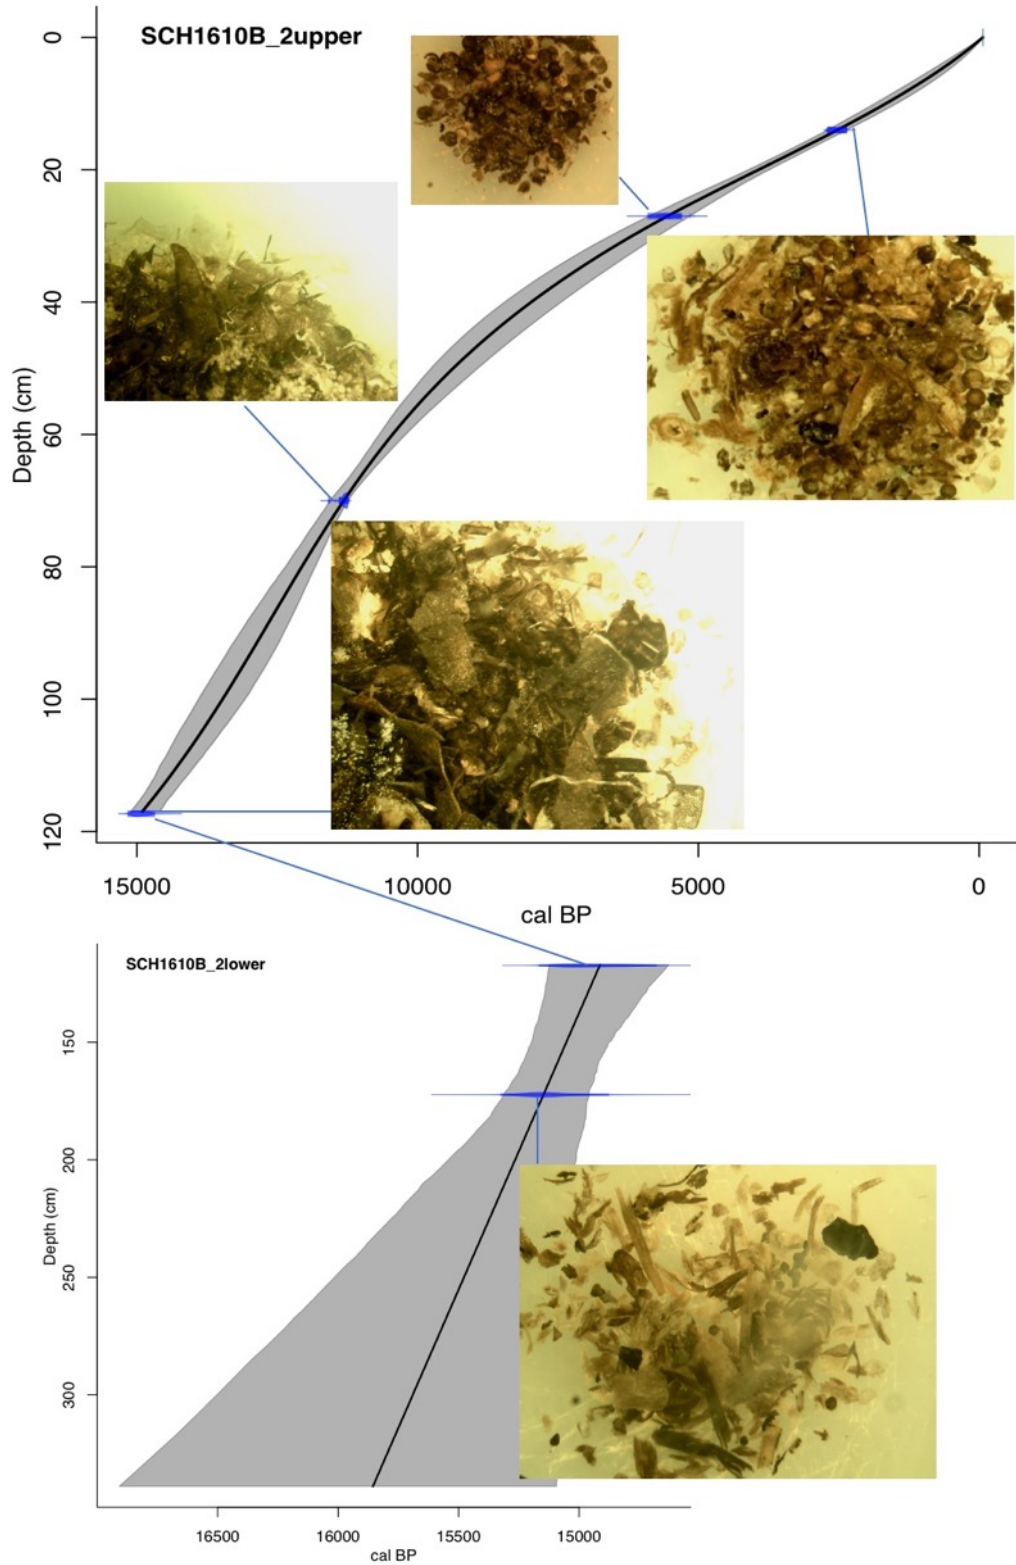 SCH1610B_2upper
0
20
40
60
80
100
120
Depth (cm)
15000 10000 5000 0
cal BP
SCH1610B_2lower
150
200
250
300
Depth (cm)
16500 16000 15500 15000
cal BP